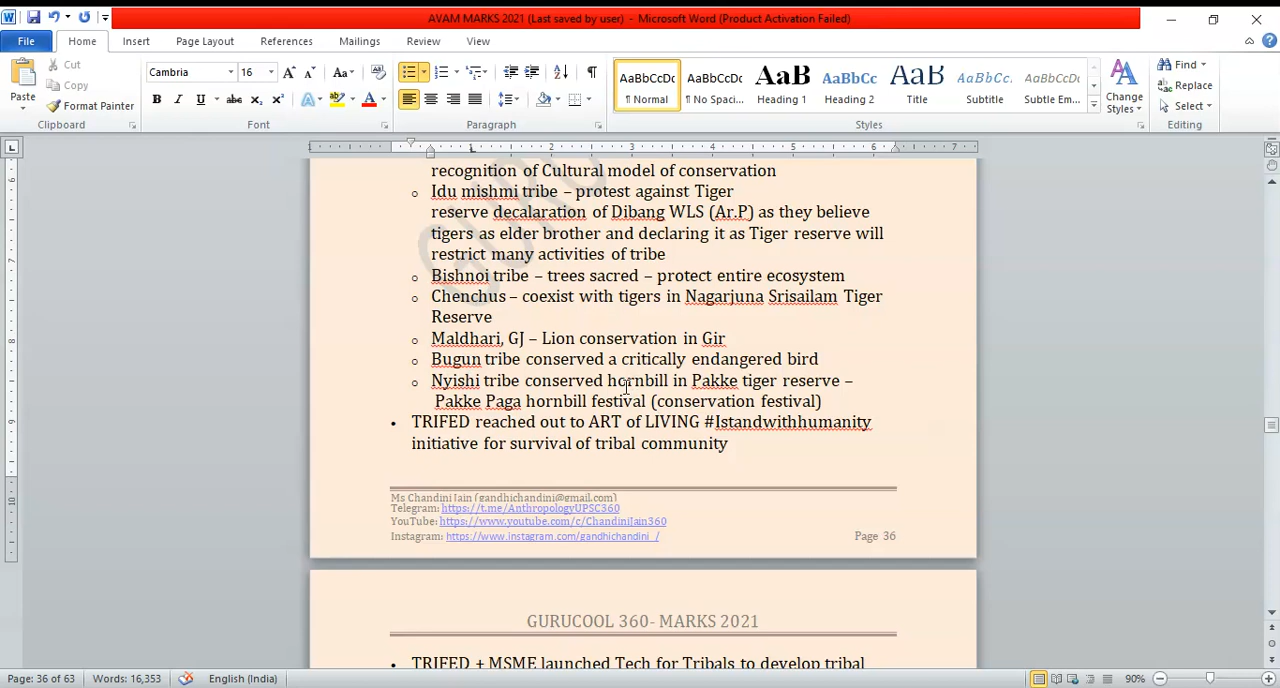 AVAM MARKS 2021 (Last saved by user) - Microsoft Word (Product Activation Failed)
File Home Insert Page Layout References Mailings Review View
Paste Cut Copy Format Painter Clipboard
Cambria 16 Font
Paragraph
AaBbCcDc ¶ Normal AaBbCcDc ¶ No Spaci... AaB Heading 1 AaBbCc Heading 2 AaB Title AaBbCc. Subtitle AaBbCcDc Subtle Em... Change Styles Styles
Find Replace Select Editing
recognition of Cultural model of conservation
o Idu mishmi tribe – protest against Tiger
reserve decalaration of Dibang WLS (Ar.P) as they believe
tigers as elder brother and declaring it as Tiger reserve will
restrict many activities of tribe
o Bishnoi tribe – trees sacred – protect entire ecosystem
o Chenchus – coexist with tigers in Nagarjuna Srisailam Tiger
Reserve
o Maldhari, GJ – Lion conservation in Gir
o Bugun tribe conserved a critically endangered bird
o Nyishi tribe conserved hornbill in Pakke tiger reserve –
Pakke Paga hornbill festival (conservation festival)
• TRIFED reached out to ART of LIVING #Istandwithhumanity
initiative for survival of tribal community
Ms Chandini Jain (gandhichandini@gmail.com)
Telegram: https://t.me/AnthropologyUPSC360
YouTube: https://www.youtube.com/c/ChandiniJain360
Instagram: https://www.instagram.com/gandhichandini_/ Page 36
GURUCOOL 360- MARKS 2021
• TRIFED + MSME launched Tech for Tribals to develop tribal
Page: 36 of 63 Words: 16,353 English (India) 90%